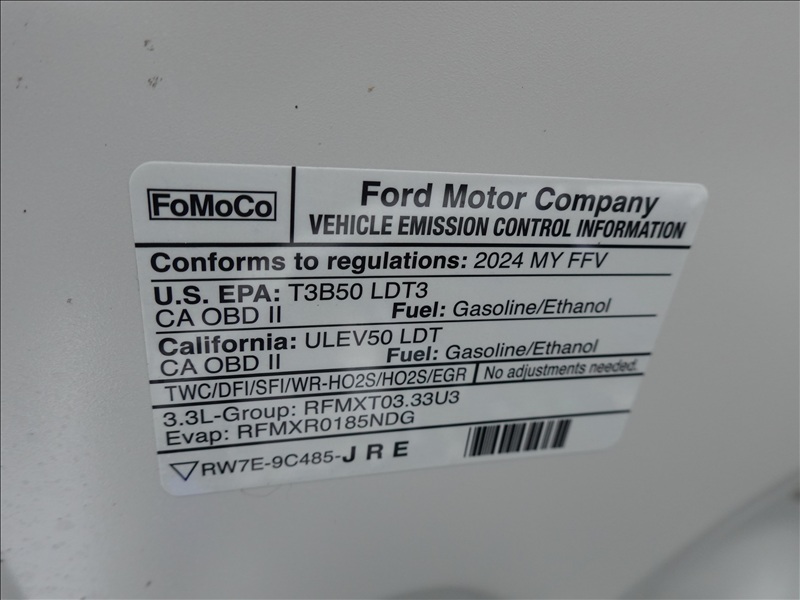 FoMoCo
Ford Motor Company
VEHICLE EMISSION CONTROL INFORMATION
Conforms to regulations: 2024 MY FFV
U.S. EPA: T3B50 LDT3
CA OBD II Fuel: Gasoline/Ethanol
California: ULEV50 LDT
CA OBD II Fuel: Gasoline/Ethanol
TWC/DFI/SFI/WR-HO2S/HO2S/EGR No adjustments needed.
3.3L-Group: RFMXT03.33U3
Evap: RFMXR0185NDG
RW7E-9C485-J R E